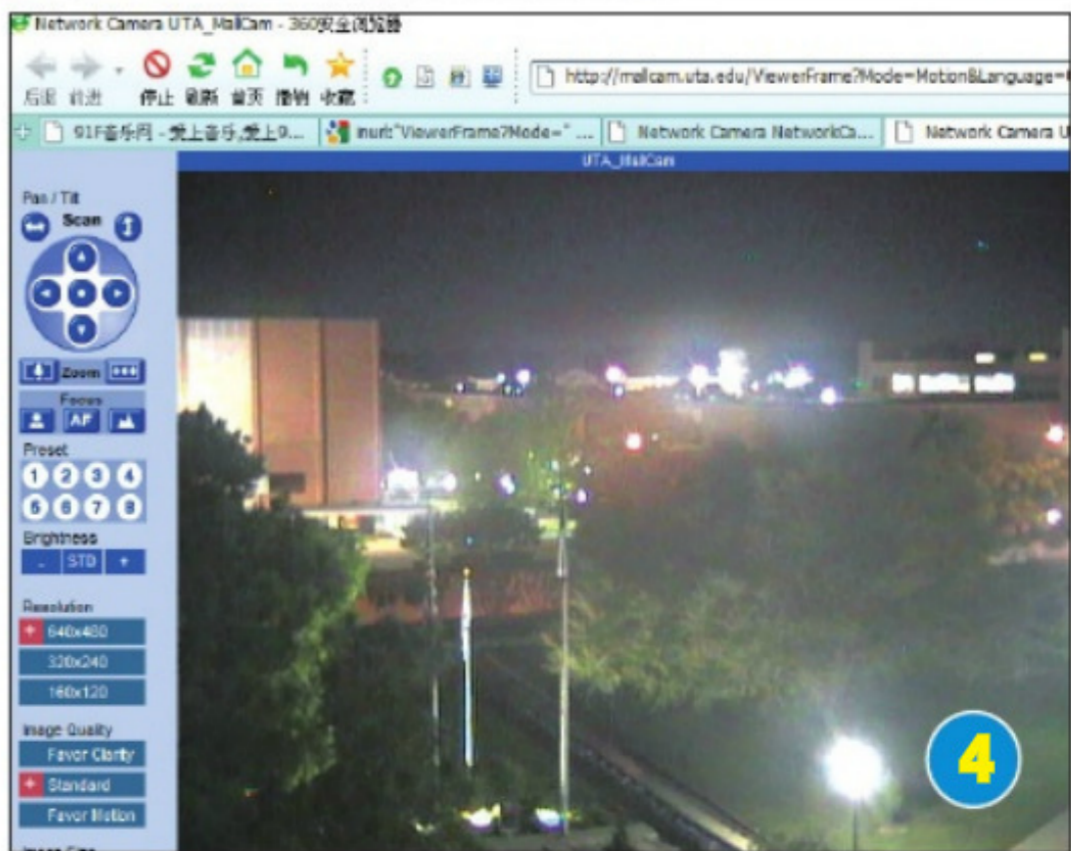 Network Camera UTA_MallCam - 360安全浏览器
后退 前进 停止 刷新 首页 撤销 收藏
http://mallcam.uta.edu/ViewerFrame?Mode=Motion&Language=
91F音乐网 - 爱上音乐,爱上9... inurl:"ViewerFrame?Mode=" ... Network Camera NetworkCa... Network Camera U
UTA_MallCam
Pan / Tilt
Scan
Zoom
Focus
AF
Preset
1 2 3 4
5 6 7 8
Brightness
- STD +
Resolution
640x480
320x240
160x120
Image Quality
Favor Clarity
Standard
Favor Motion
4